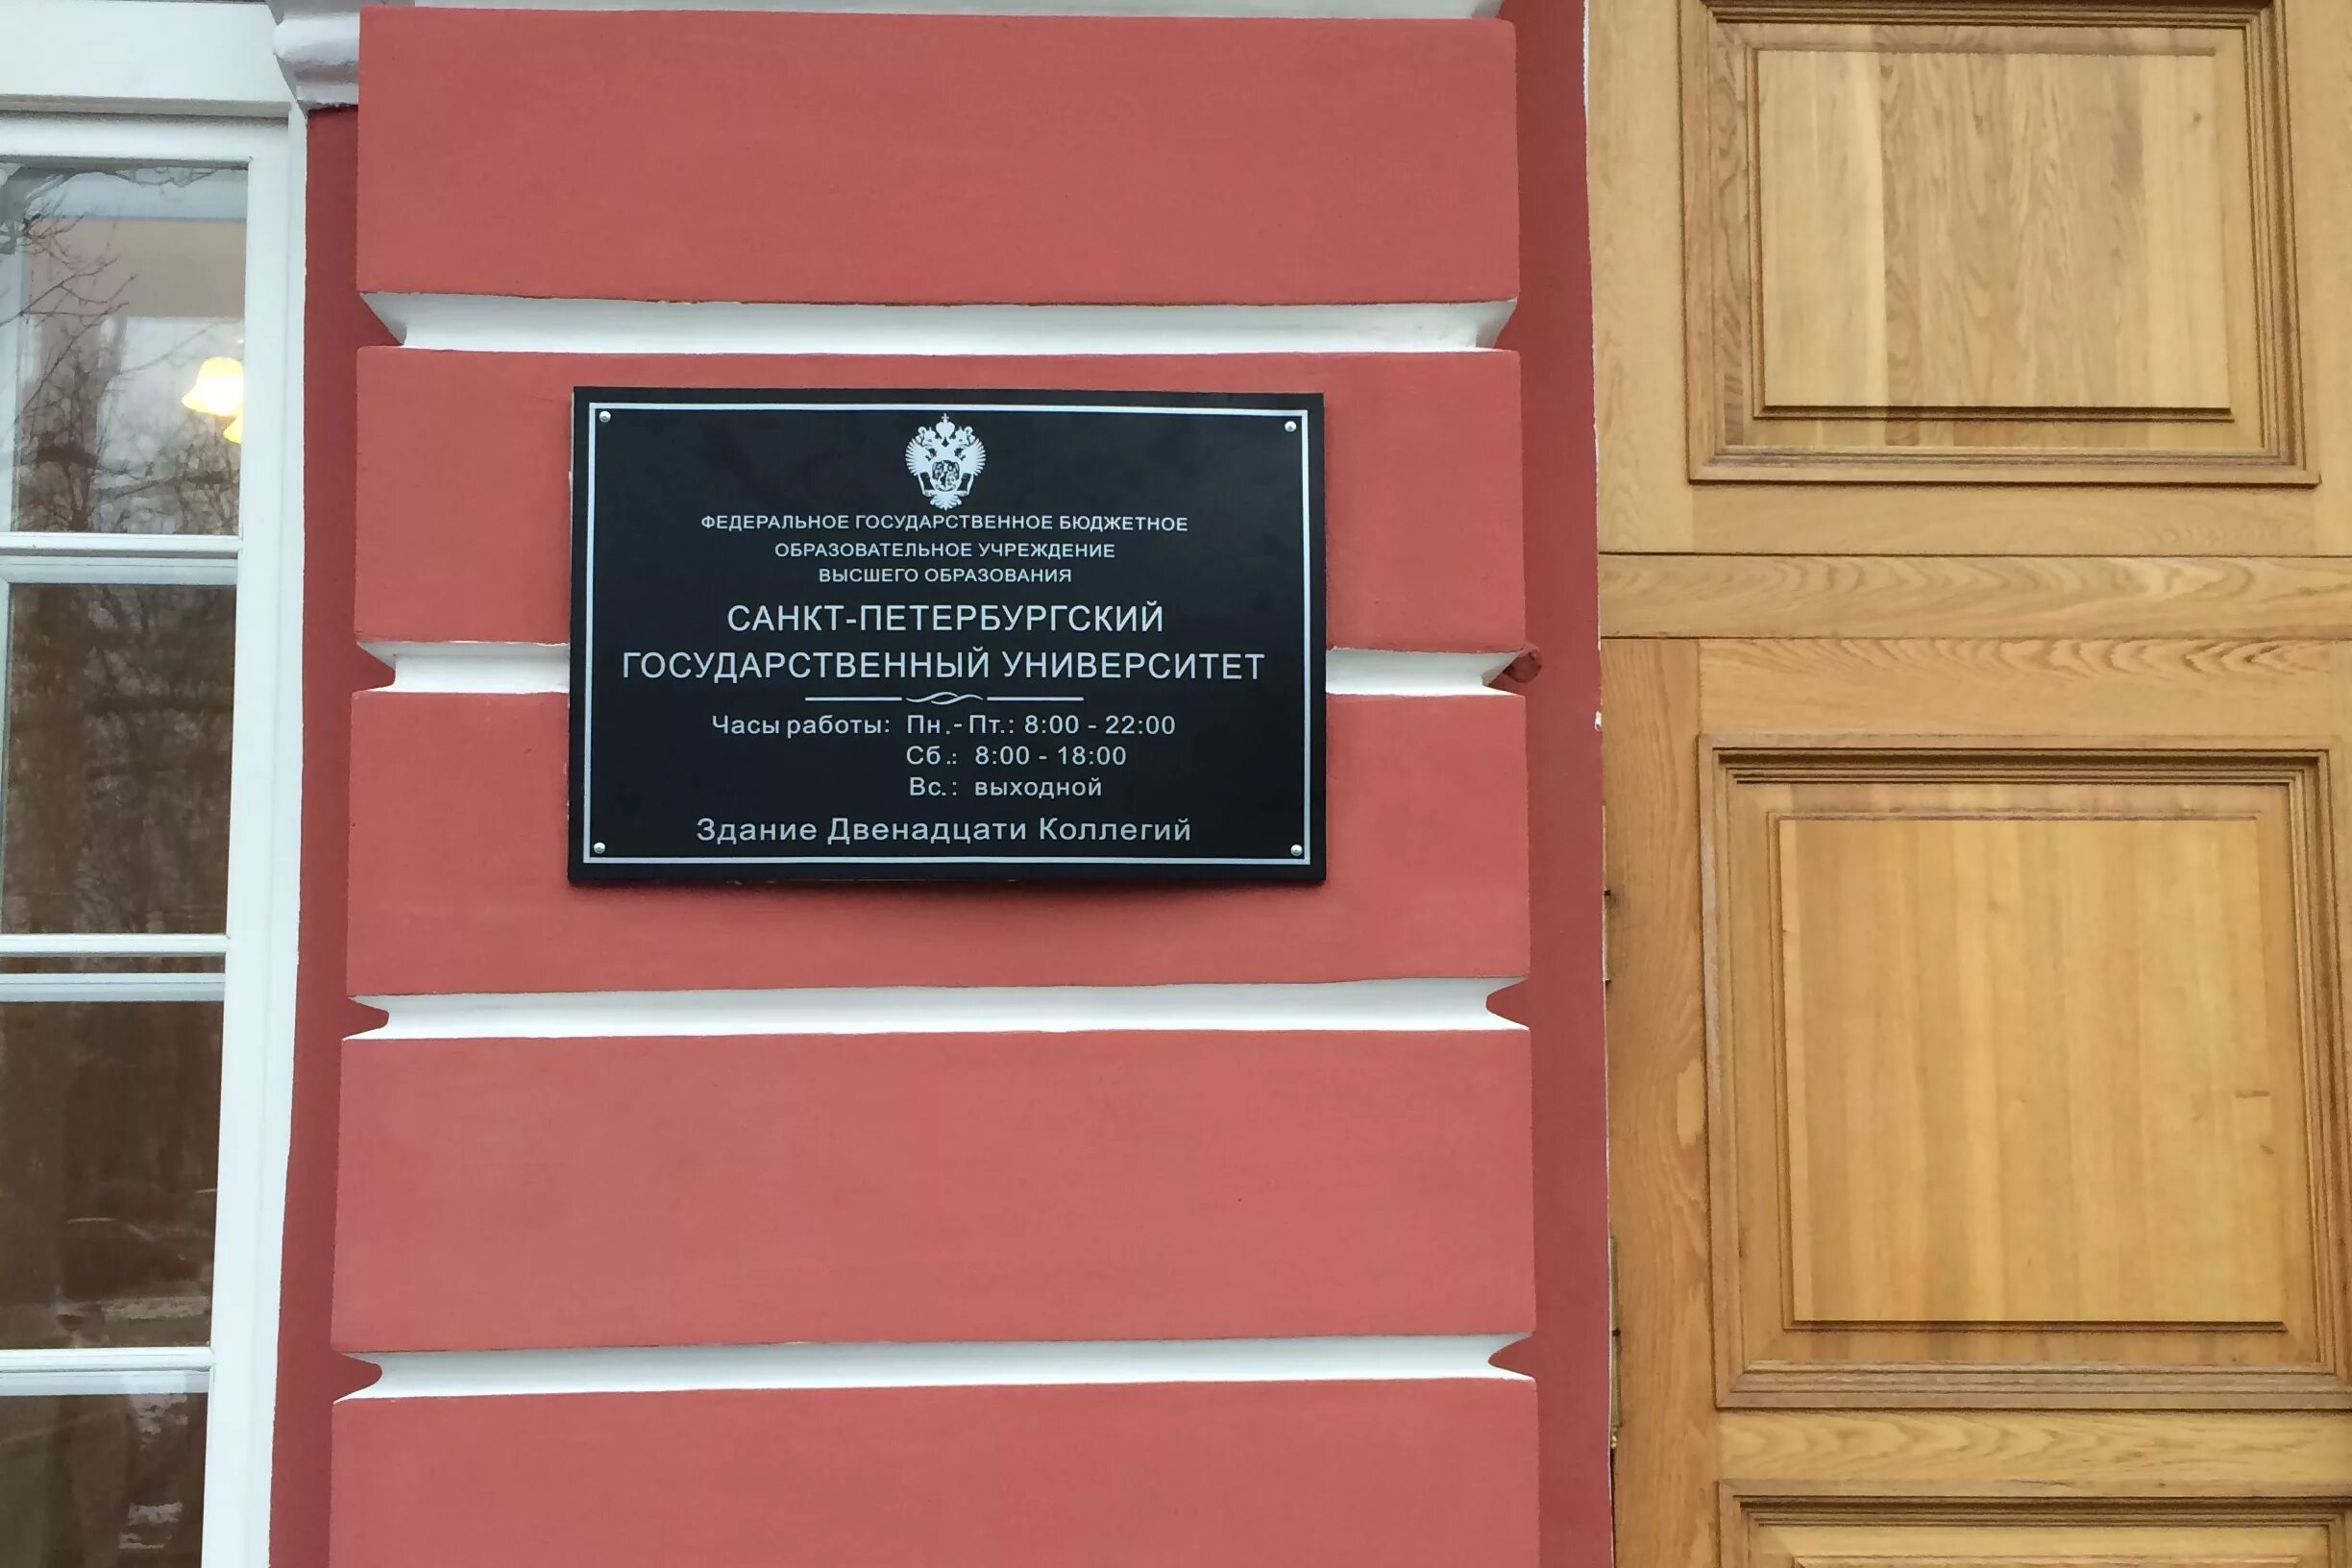 ФЕДЕРАЛЬНОЕ ГОСУДАРСТВЕННОЕ БЮДЖЕТНОЕ
ОБРАЗОВАТЕЛЬНОЕ УЧРЕЖДЕНИЕ
ВЫСШЕГО ОБРАЗОВАНИЯ
САНКТ-ПЕТЕРБУРГСКИЙ
ГОСУДАРСТВЕННЫЙ УНИВЕРСИТЕТ
Часы работы: Пн.-Пт.: 8:00 - 22:00
Сб.: 8:00 - 18:00
Вс.: выходной
Здание Двенадцати Коллегий